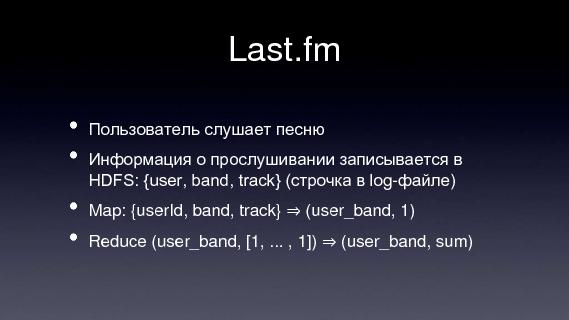 Last.fm
• Пользователь слушает песню
• Информация о прослушивании записывается в
HDFS: {user, band, track} (строчка в log-файле)
• Map: {userId, band, track} ⇒ (user_band, 1)
• Reduce (user_band, [1, ... , 1]) ⇒ (user_band, sum)